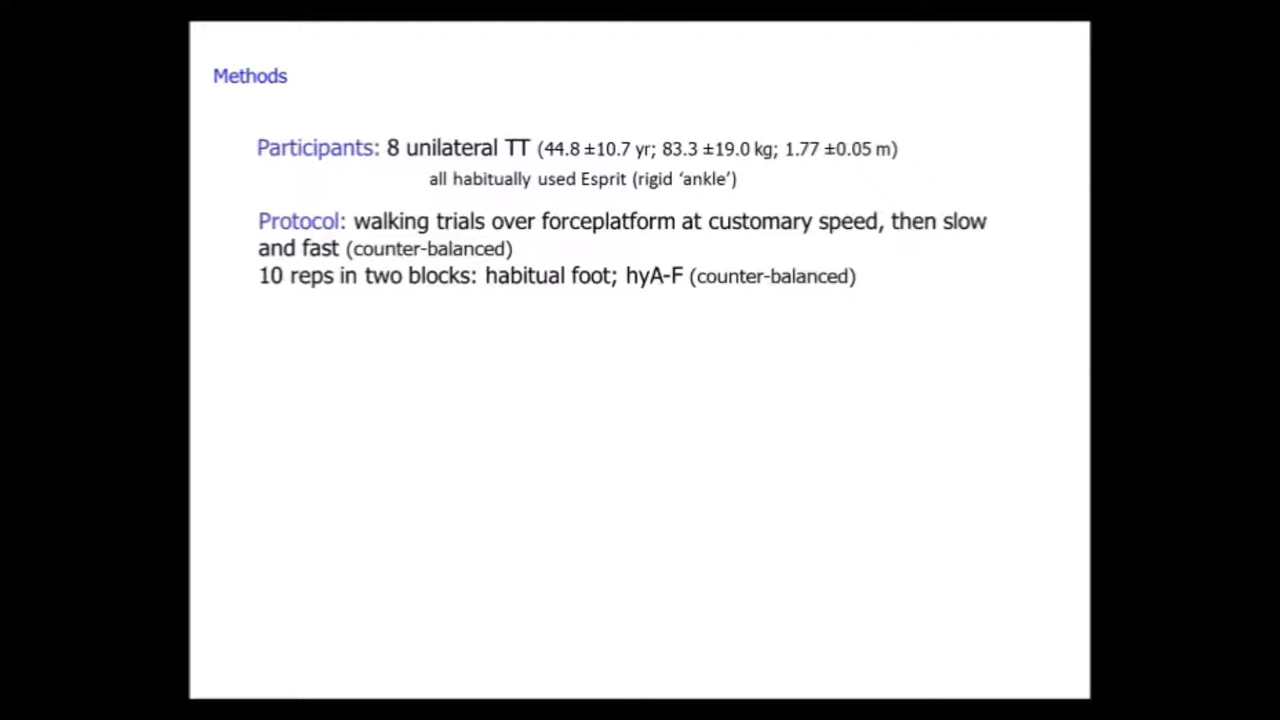 Methods
Participants: 8 unilateral TT (44.8 ±10.7 yr; 83.3 ±19.0 kg; 1.77 ±0.05 m)
all habitually used Esprit (rigid ‘ankle’)
Protocol: walking trials over forceplatform at customary speed, then slow
and fast (counter-balanced)
10 reps in two blocks: habitual foot; hyA-F (counter-balanced)